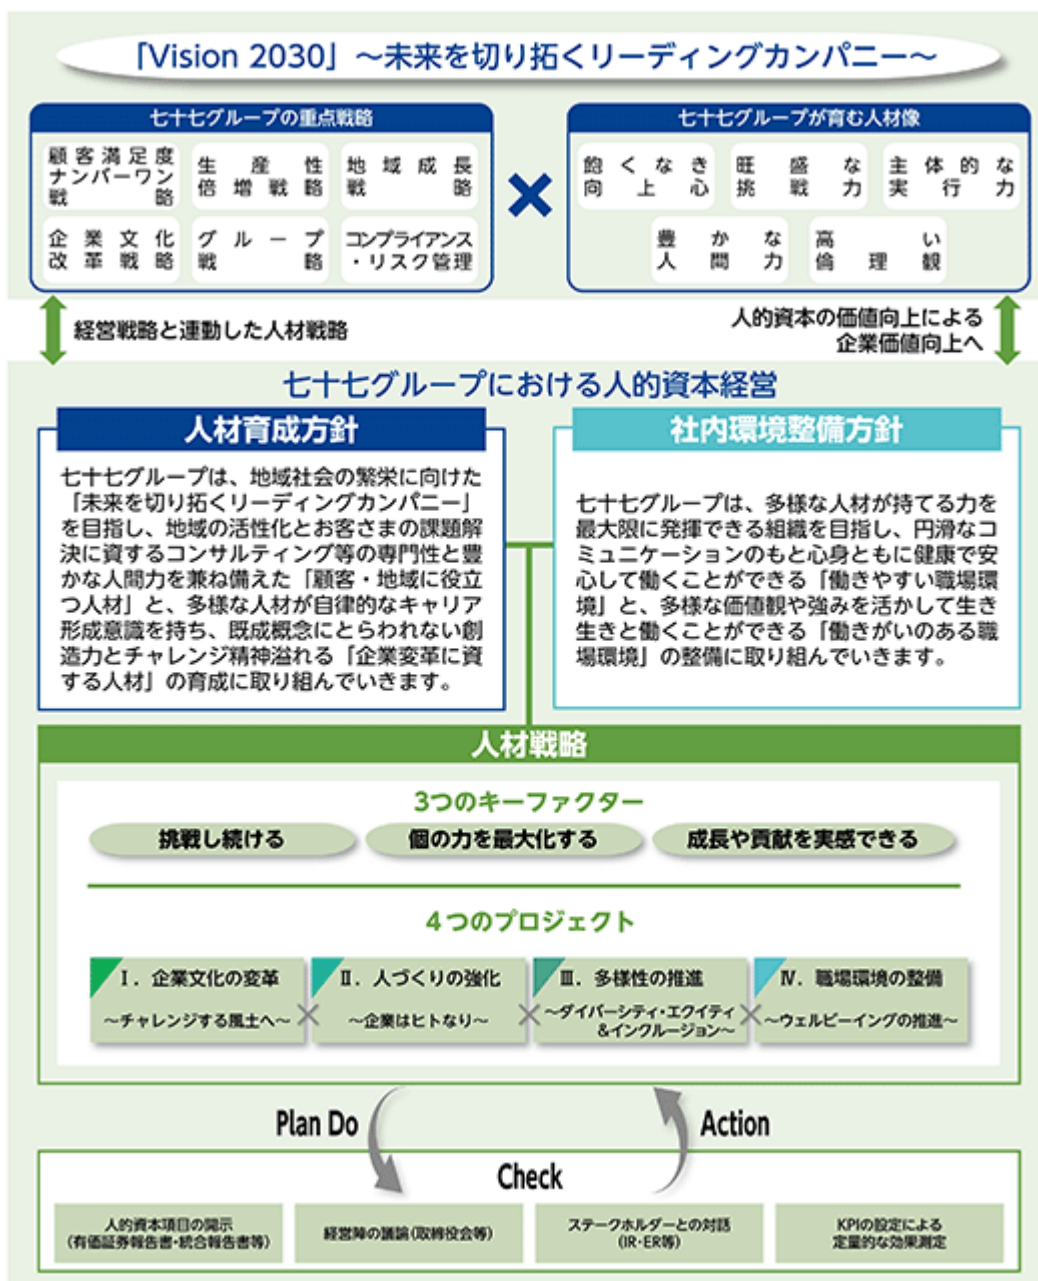 「Vision 2030」～未来を切り拓くリーディングカンパニー～
七十七グループの重点戦略
顧客満足度
ナンバーワン
戦略
生産性
倍増戦略
地域成長
戦略
企業文化
改革戦略
グループ
戦略
コンプライアンス
・リスク管理
×
七十七グループが育む人材像
飽くなき
向上心
旺盛な
挑戦力
主体的な
実行力
豊かな
人間力
高い
倫理観
経営戦略と連動した人材戦略
人的資本の価値向上による
企業価値向上へ
七十七グループにおける人的資本経営
人材育成方針
七十七グループは、地域社会の繁栄に向けた
「未来を切り拓くリーディングカンパニー」
を目指し、地域の活性化とお客さまの課題解
決に資するコンサルティング等の専門性と豊
かな人間力を兼ね備えた「顧客・地域に役立
つ人材」と、多様な人材が自律的なキャリア
形成意識を持ち、既成概念にとらわれない創
造力とチャレンジ精神溢れる「企業変革に資
する人材」の育成に取り組んでいきます。
社内環境整備方針
七十七グループは、多様な人材が持てる力を
最大限に発揮できる組織を目指し、円滑なコ
ミュニケーションのもと心身ともに健康で安
心して働くことができる「働きやすい職場環
境」と、多様な価値観や強みを活かして生き
生きと働くことができる「働きがいのある職
場環境」の整備に取り組んでいきます。
人材戦略
3つのキーファクター
挑戦し続ける
個の力を最大化する
成長や貢献を実感できる
4つのプロジェクト
Ⅰ. 企業文化の変革
～チャレンジする風土へ～
×
Ⅱ. 人づくりの強化
～企業はヒトなり～
×
Ⅲ. 多様性の推進
～ダイバーシティ・エクイティ
&インクルージョン～
×
Ⅳ. 職場環境の整備
～ウェルビーイングの推進～
Plan Do
Action
Check
人的資本項目の開示
(有価証券報告書・統合報告書等)
経営陣の議論(取締役会等)
ステークホルダーとの対話
(IR・ER等)
KPIの設定による
定量的な効果測定